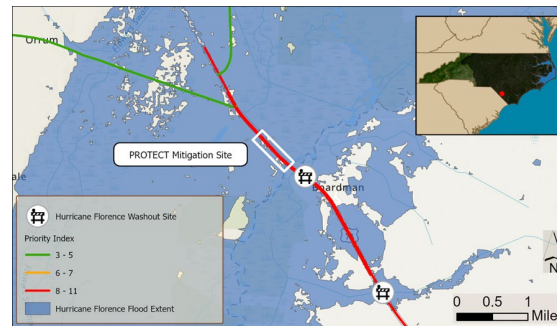 Orrum
PROTECT Mitigation Site
Boardman
ale
Hurricane Florence Washout Site
Priority Index
3 - 5
6 - 7
8 - 11
Hurricane Florence Flood Extent
N
0 0.5 1
Mile